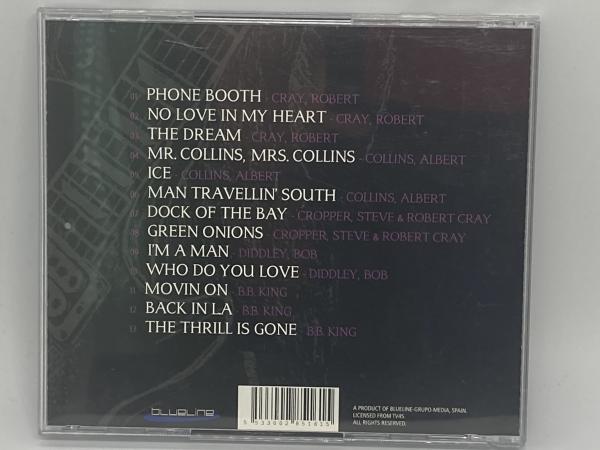 01 PHONE BOOTH - CRAY, ROBERT
02 NO LOVE IN MY HEART - CRAY, ROBERT
03 THE DREAM - CRAY, ROBERT
04 MR. COLLINS, MRS. COLLINS - COLLINS, ALBERT
05 ICE - COLLINS, ALBERT
06 MAN TRAVELLIN' SOUTH - COLLINS, ALBERT
07 DOCK OF THE BAY - CROPPER, STEVE & ROBERT CRAY
08 GREEN ONIONS - CROPPER, STEVE & ROBERT CRAY
09 I'M A MAN - DIDDLEY, BOB
10 WHO DO YOU LOVE - DIDDLEY, BOB
11 MOVIN ON - B.B. KING
12 BACK IN LA - B.B. KING
13 THE THRILL IS GONE - B.B. KING
blueline
5 533002 851615
A PRODUCT OF BLUELINE-GRUPO-MEDIA, SPAIN.
LICENSED FROM TV4S.
ALL RIGHTS RESERVED.